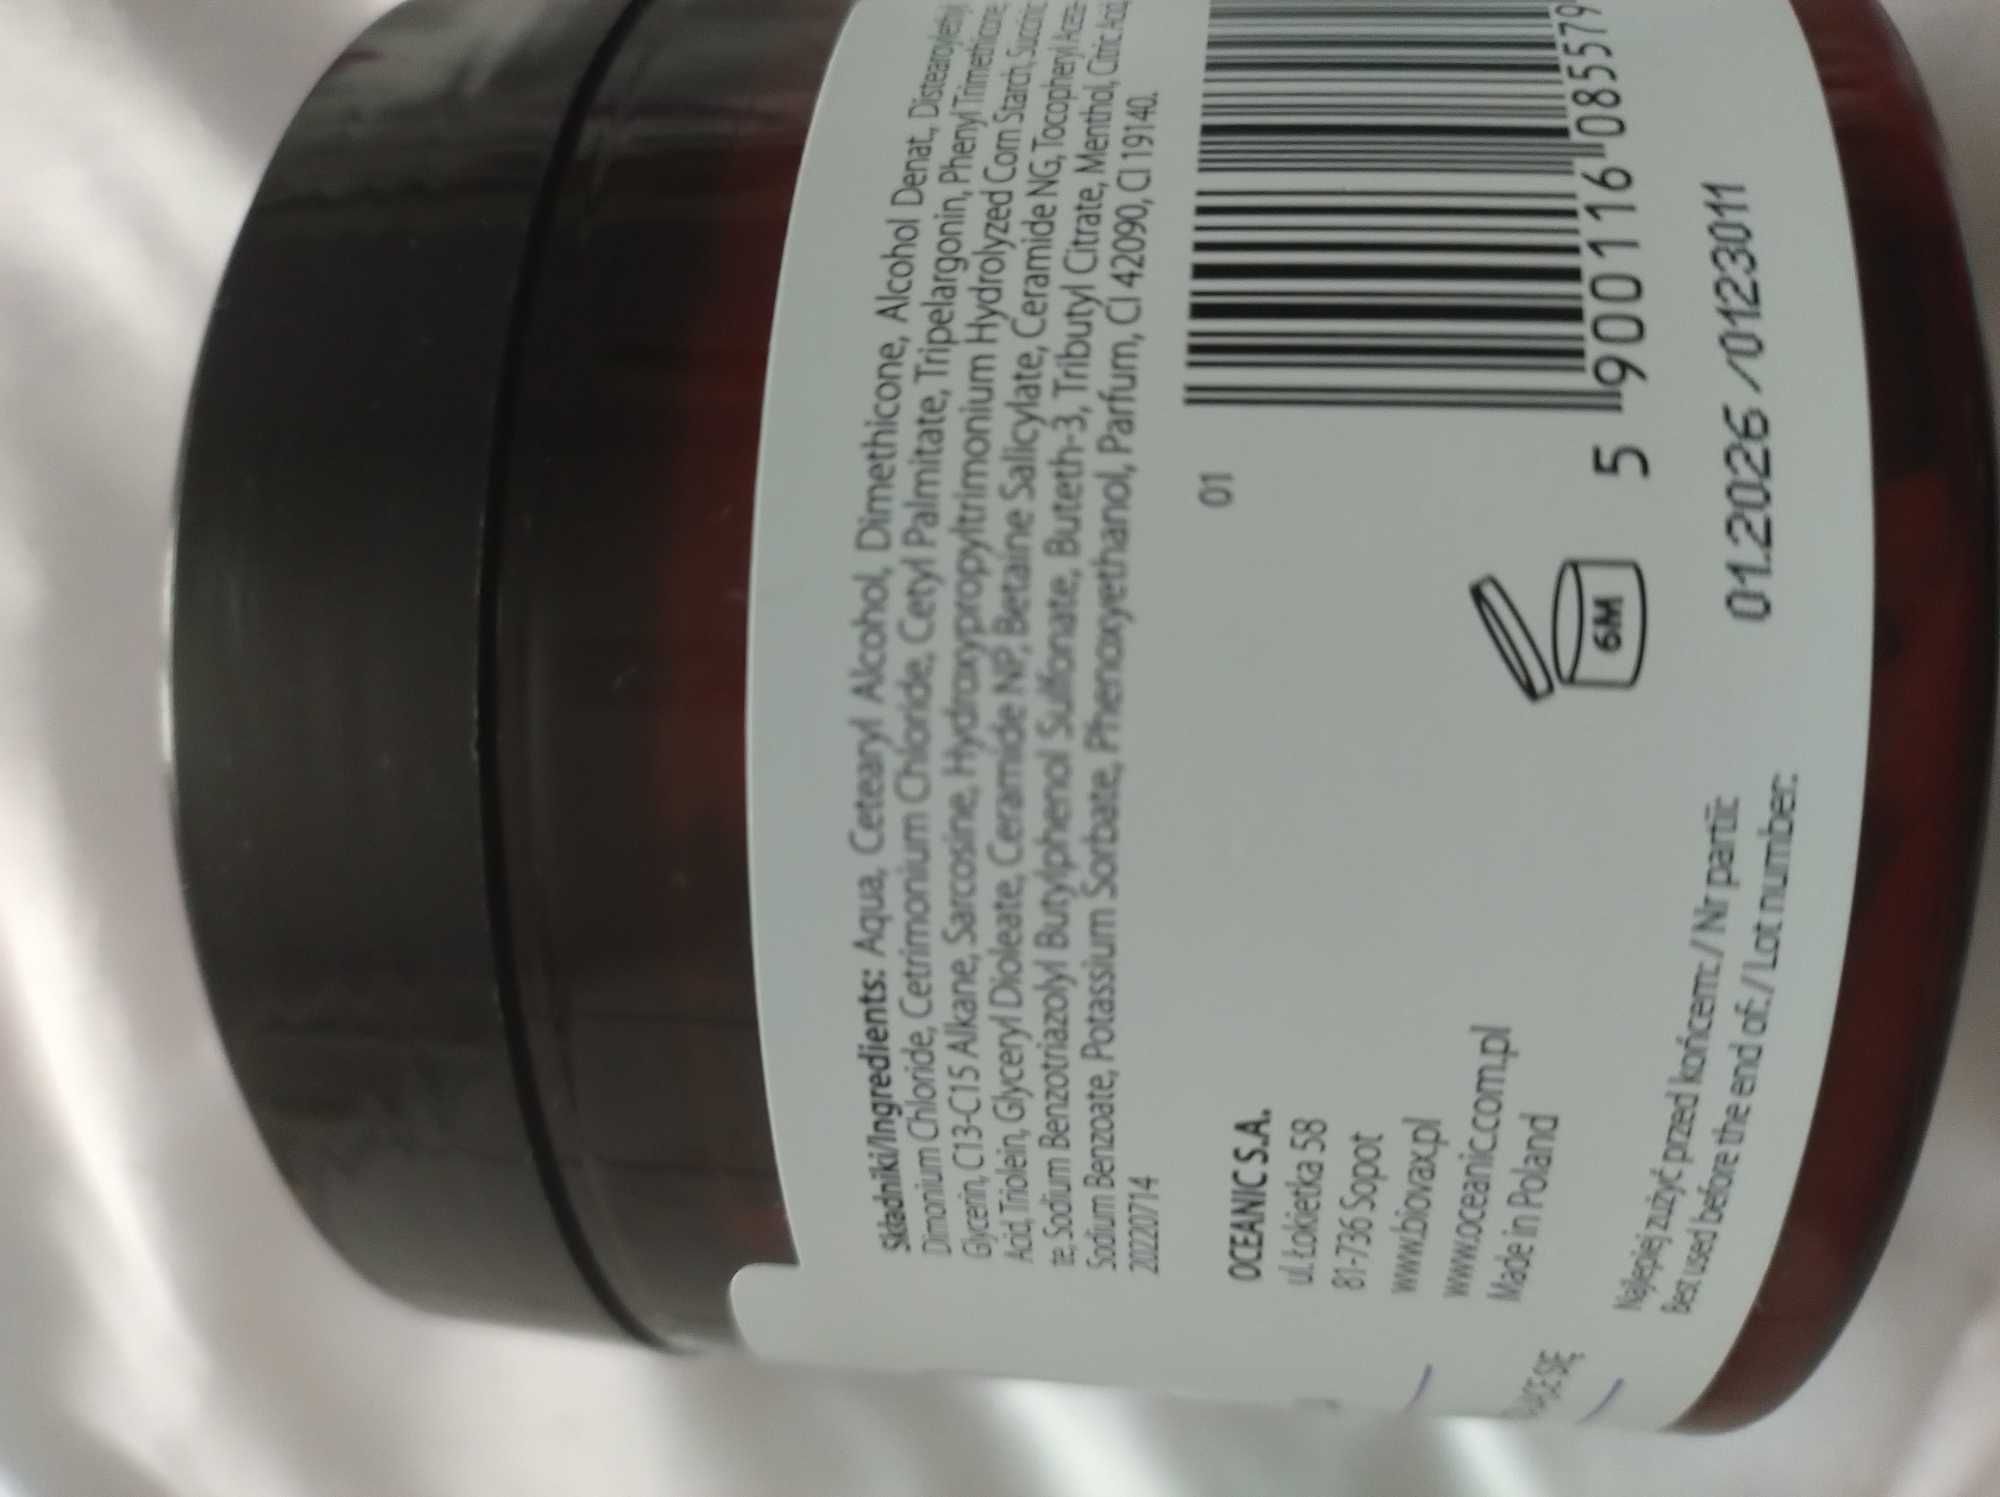 Składniki/Ingredients: Aqua, Cetearyl Alcohol, Dimethicone, Alcohol Denat., Distearoylethyl
Dimonium Chloride, Cetrimonium Chloride, Cetyl Palmitate, Tripelargonin, Phenyl Trimethicone,
Glycerin, C13-C15 Alkane, Sarcosine, Hydroxypropyltrimonium Hydrolyzed Corn Starch, Succinic
Acid, Triolein, Glyceryl Dioleate, Ceramide NP, Betaine Salicylate, Ceramide NG, Tocopheryl Aceta-
te, Sodium Benzotriazolyl Butylphenol Sulfonate, Buteth-3, Tributyl Citrate, Menthol, Citric Acid,
Sodium Benzoate, Potassium Sorbate, Phenoxyethanol, Parfum, CI 42090, CI 19140.
20220714
01
OCEANIC S.A.
ul. Łokietka 58
81-736 Sopot
www.biovax.pl
www.oceanic.com.pl
Made in Poland
6M
5 900116 085579
Najlepiej zużyć przed końcem: / Nr partii:
Best used before the end of: / Lot number:
01.2026 /0123011